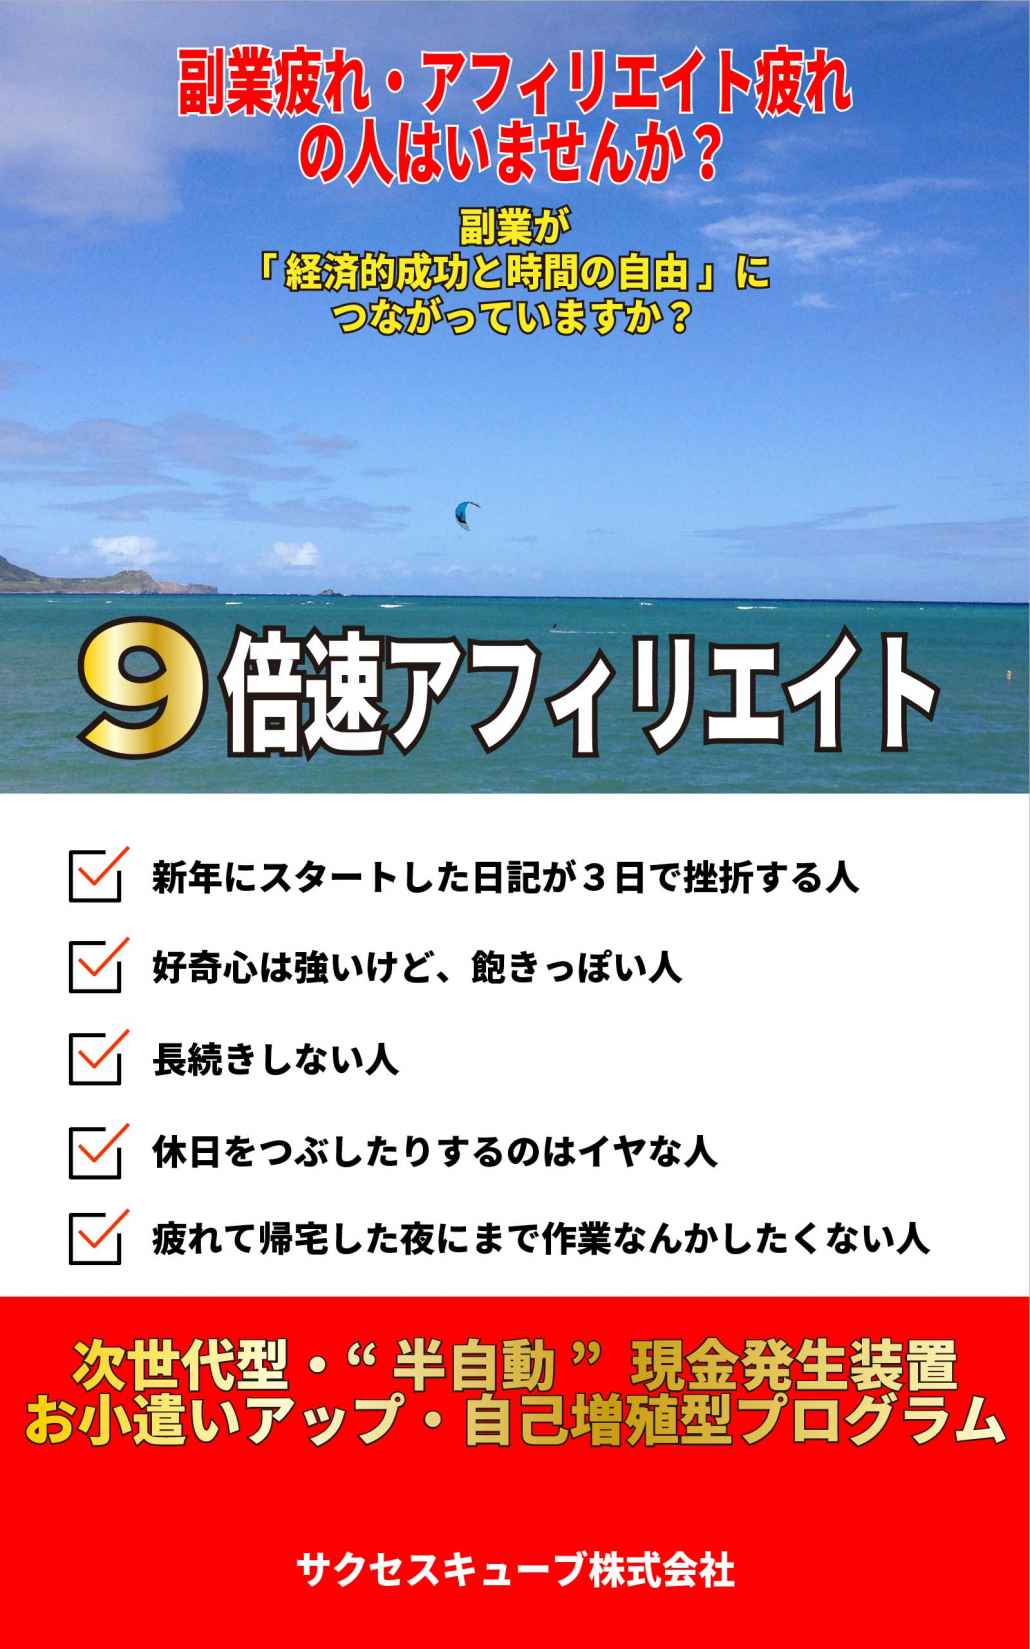 副業疲れ・アフィリエイト疲れ
の人はいませんか？
副業が
「経済的成功と時間の自由」に
つながっていますか？
９倍速アフィリエイト
新年にスタートした日記が３日で挫折する人
好奇心は強いけど、飽きっぽい人
長続きしない人
休日をつぶしたりするのはイヤな人
疲れて帰宅した夜にまで作業なんかしたくない人
次世代型・“半自動” 現金発生装置
お小遣いアップ・自己増殖型プログラム
サクセスキューブ株式会社